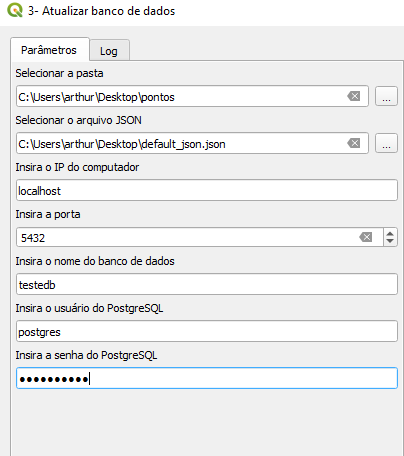 3- Atualizar banco de dados
Parâmetros Log
Selecionar a pasta
C:\Users\arthur\Desktop\pontos ...
Selecionar o arquivo JSON
C:\Users\arthur\Desktop\default_json.json ...
Insira o IP do computador
localhost
Insira a porta
5432
Insira o nome do banco de dados
testedb
Insira o usuário do PostgreSQL
postgres
Insira a senha do PostgreSQL
●●●●●●●●●●